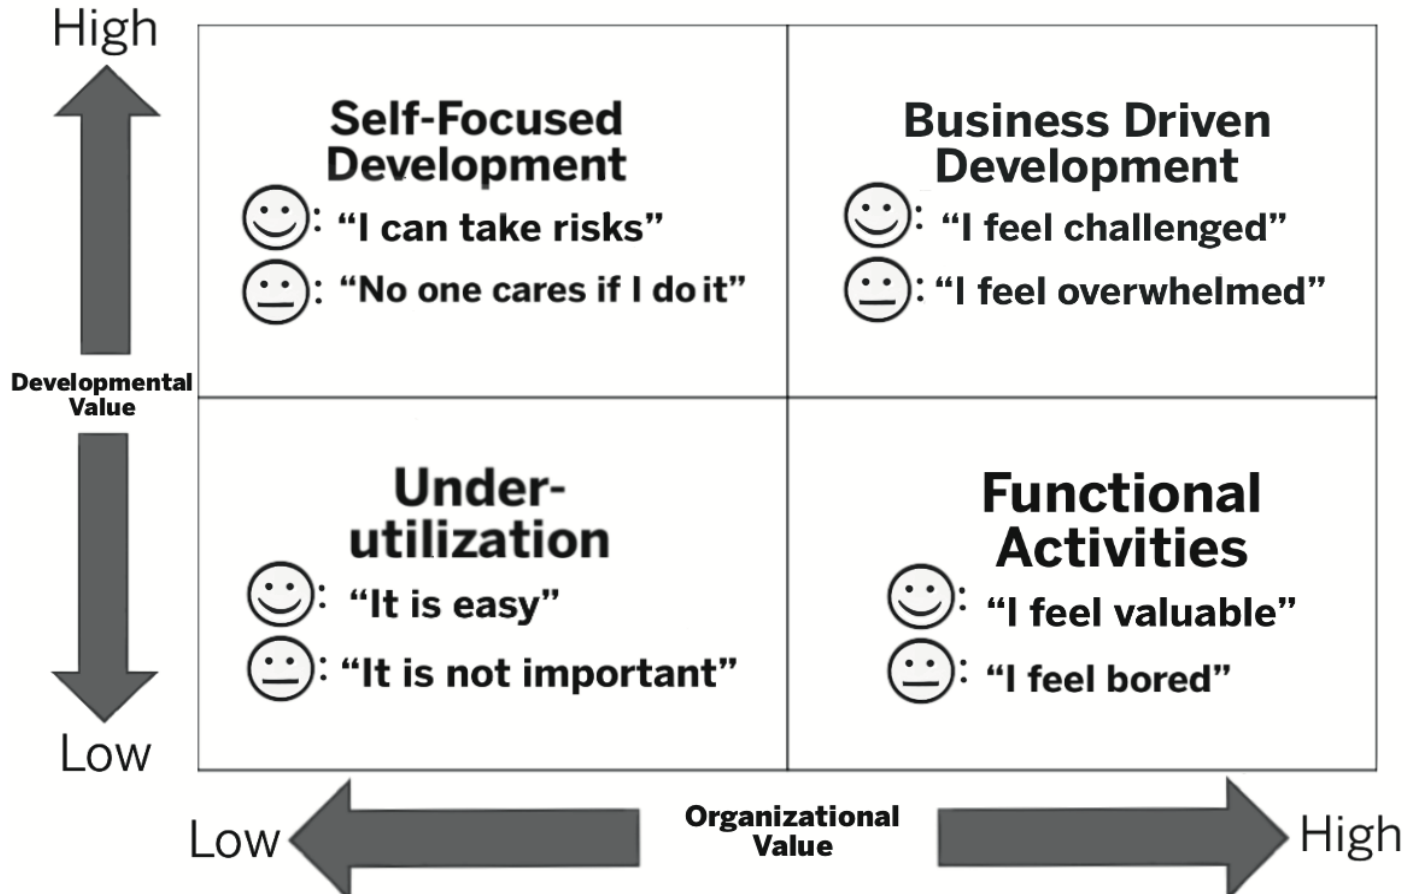 High
Self-Focused
Development
: “I can take risks”
: “No one cares if I do it”
Business Driven
Development
: “I feel challenged”
: “I feel overwhelmed”
Developmental
Value
Under-
utilization
: “It is easy”
: “It is not important”
Functional
Activities
: “I feel valuable”
: “I feel bored”
Low
Low
Organizational
Value
High